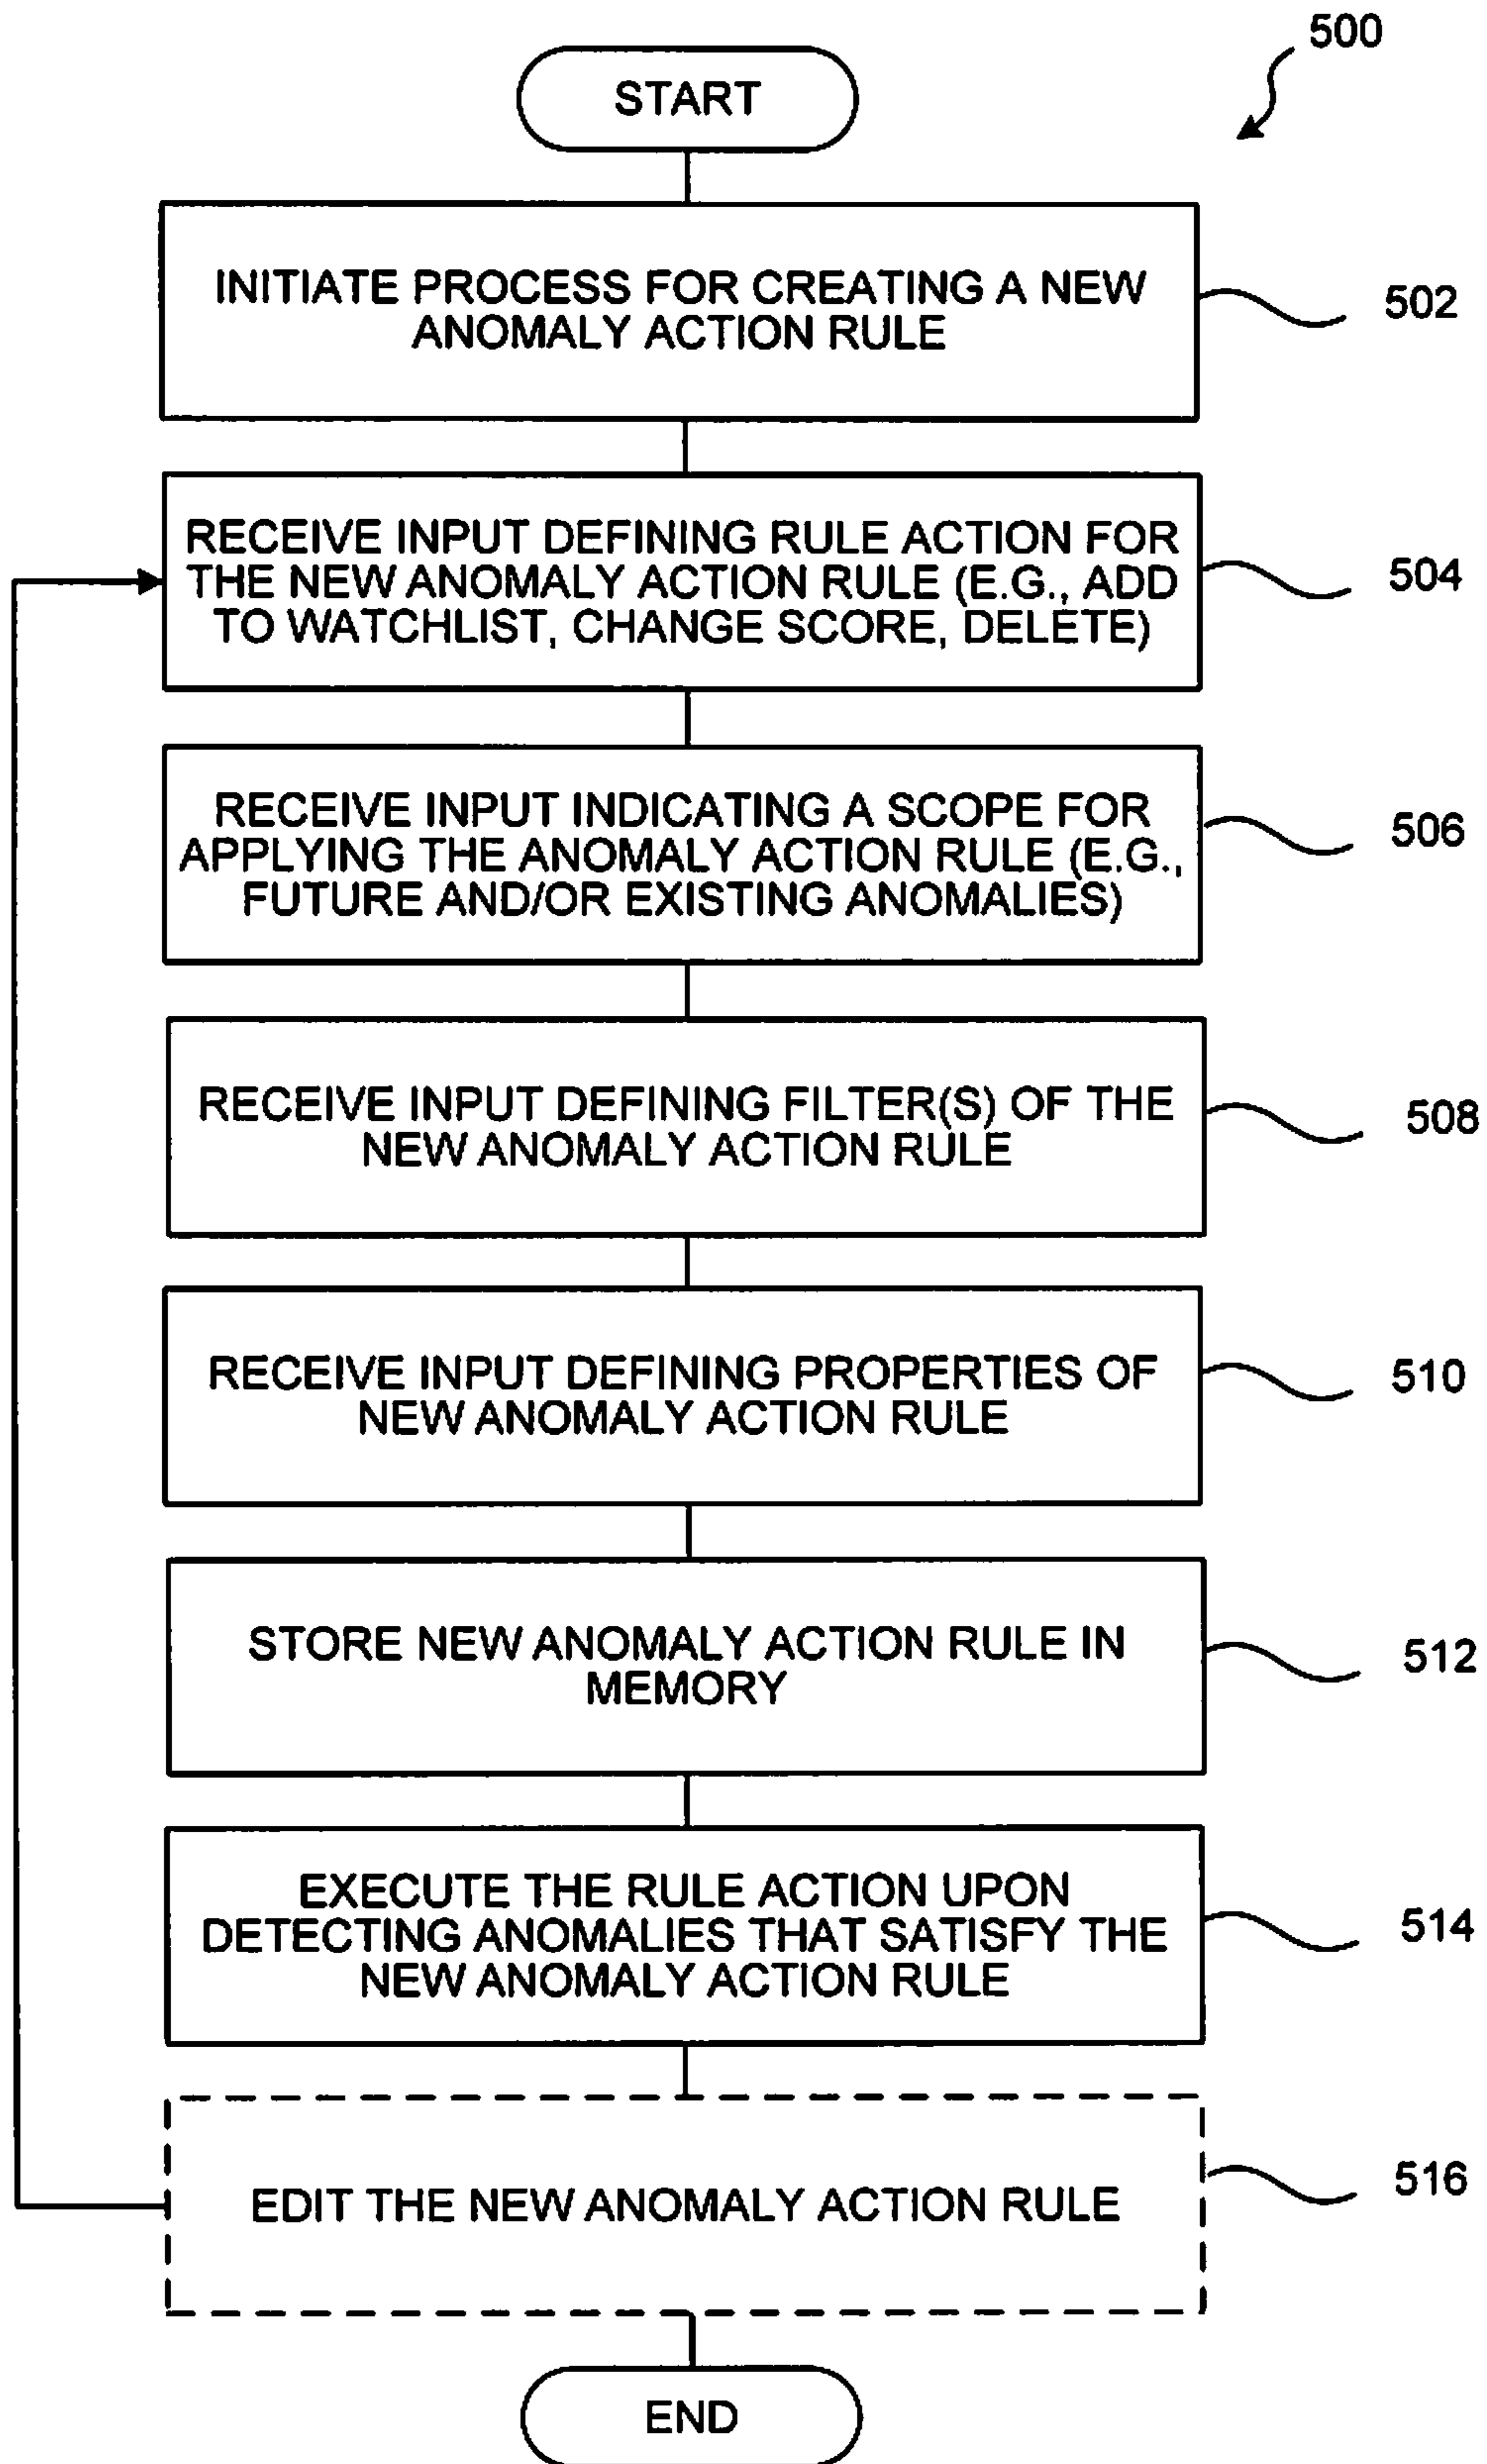 500
START
INITIATE PROCESS FOR CREATING A NEW
ANOMALY ACTION RULE
502
RECEIVE INPUT DEFINING RULE ACTION FOR
THE NEW ANOMALY ACTION RULE (E.G., ADD
TO WATCHLIST, CHANGE SCORE, DELETE)
504
RECEIVE INPUT INDICATING A SCOPE FOR
APPLYING THE ANOMALY ACTION RULE (E.G.,
FUTURE AND/OR EXISTING ANOMALIES)
506
RECEIVE INPUT DEFINING FILTER(S) OF THE
NEW ANOMALY ACTION RULE
508
RECEIVE INPUT DEFINING PROPERTIES OF
NEW ANOMALY ACTION RULE
510
STORE NEW ANOMALY ACTION RULE IN
MEMORY
512
EXECUTE THE RULE ACTION UPON
DETECTING ANOMALIES THAT SATISFY THE
NEW ANOMALY ACTION RULE
514
EDIT THE NEW ANOMALY ACTION RULE
516
END